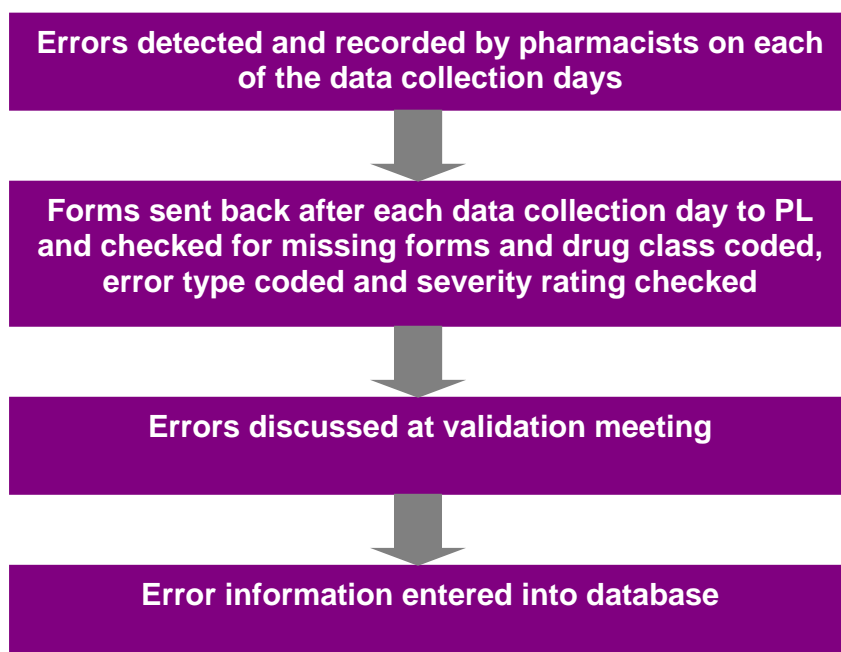 Errors detected and recorded by pharmacists on each
of the data collection days
Forms sent back after each data collection day to PL
and checked for missing forms and drug class coded,
error type coded and severity rating checked
Errors discussed at validation meeting
Error information entered into database